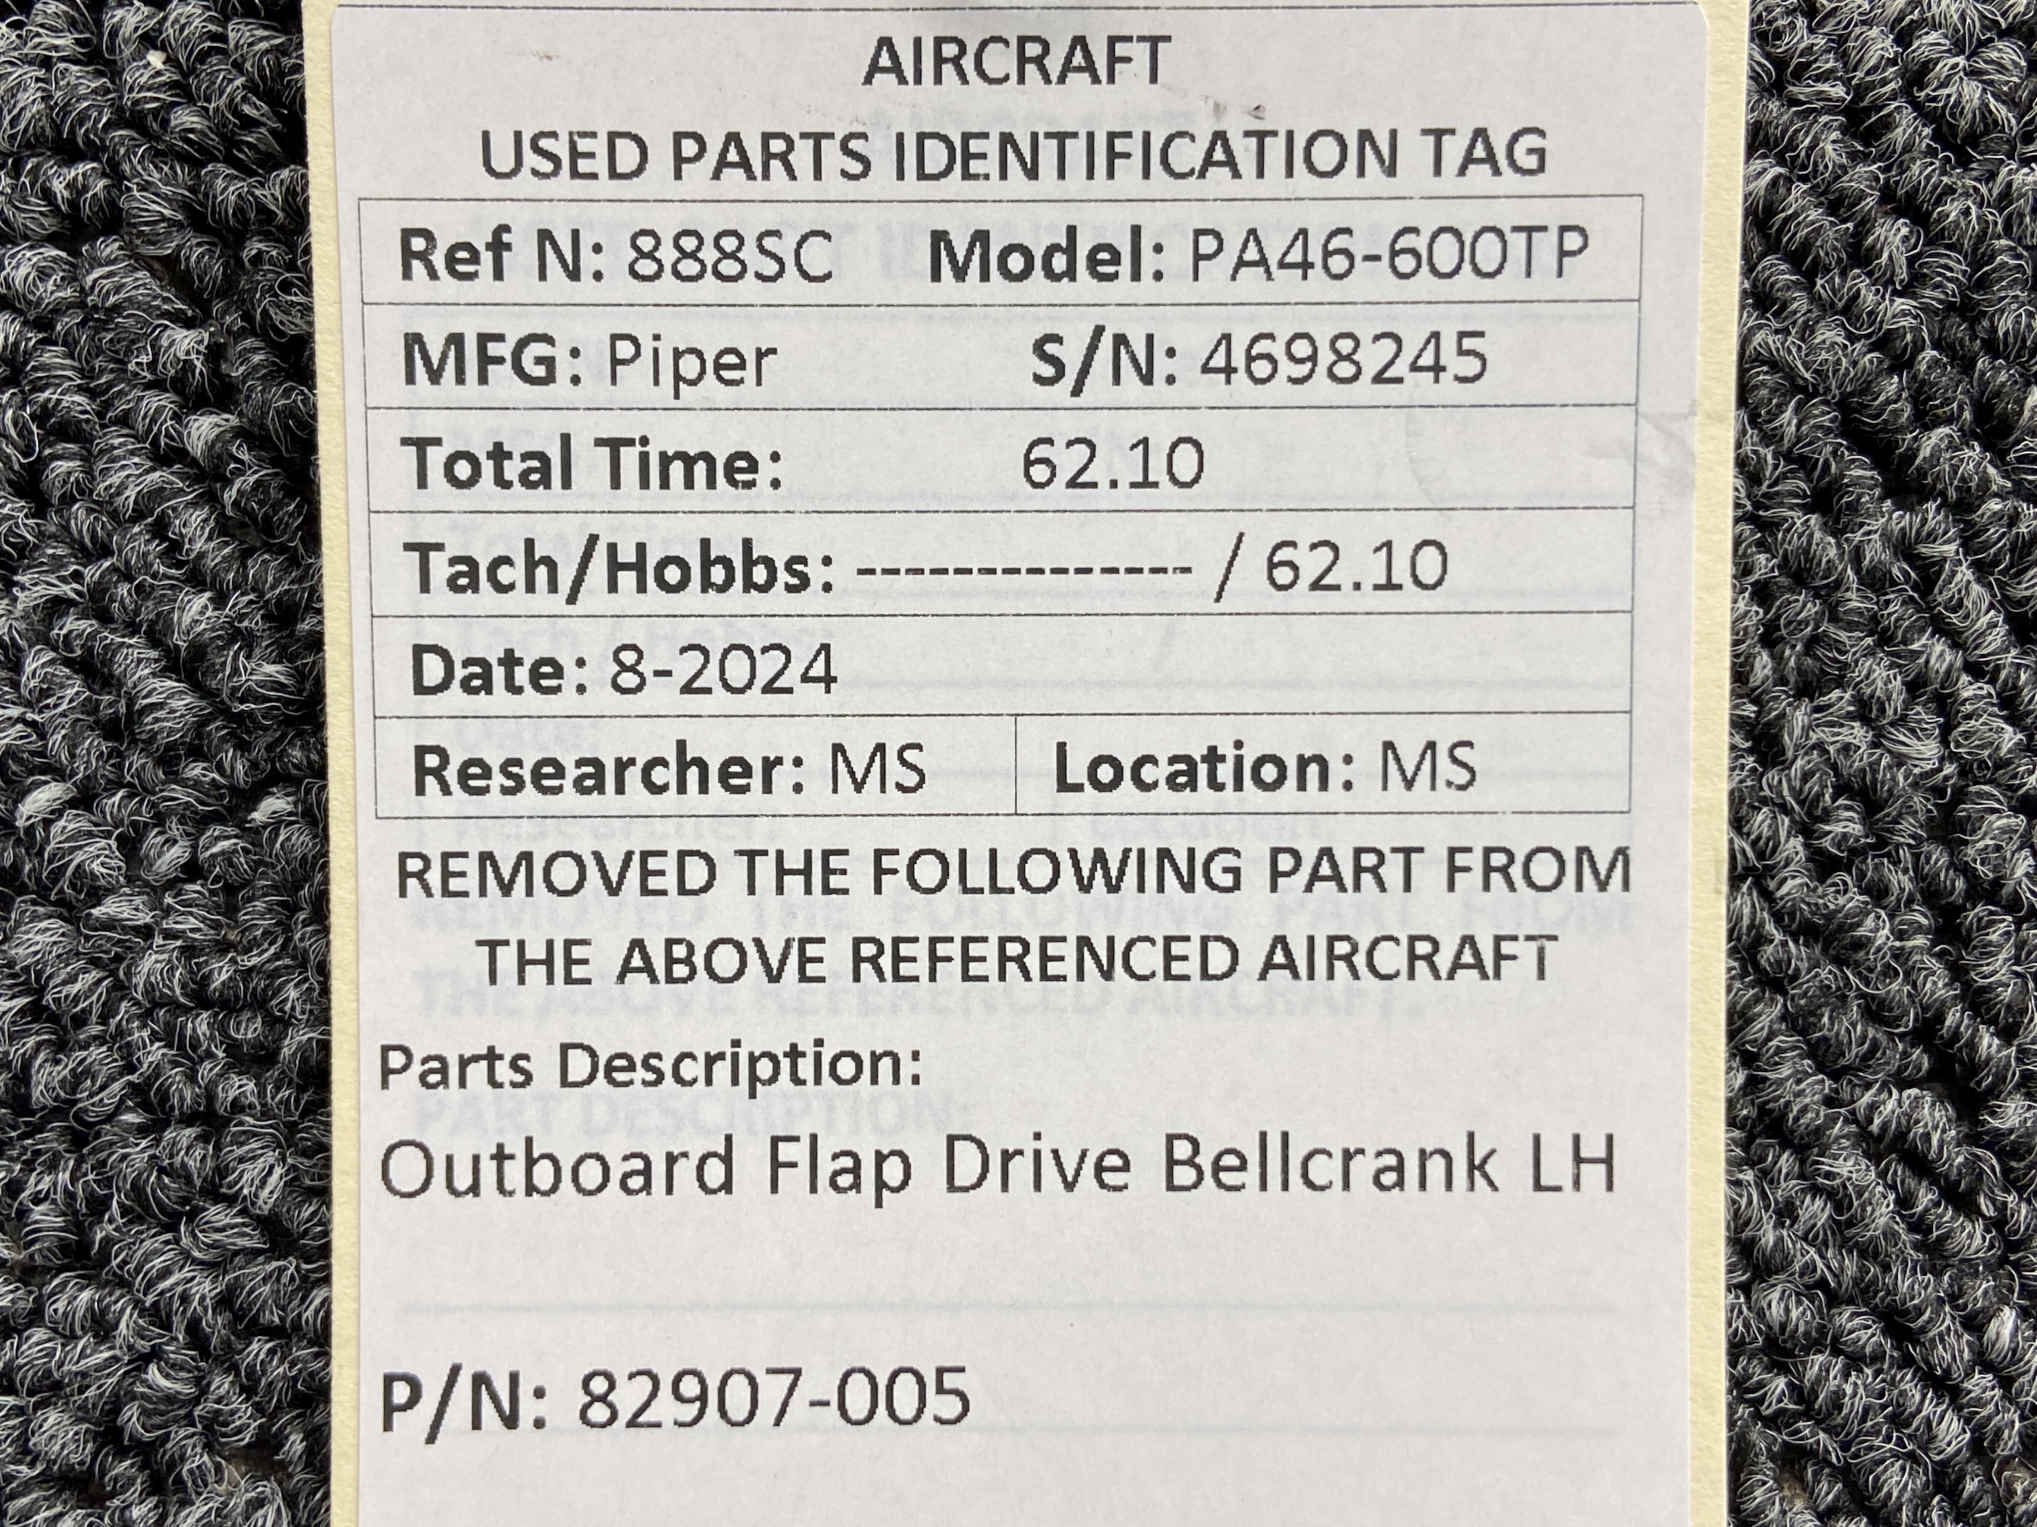 AIRCRAFT
USED PARTS IDENTIFICATION TAG
Ref N: 888SC Model: PA46-600TP
MFG: Piper S/N: 4698245
Total Time: 62.10
Tach/Hobbs: -------------- / 62.10
Date: 8-2024
Researcher: MS Location: MS
REMOVED THE FOLLOWING PART FROM
THE ABOVE REFERENCED AIRCRAFT
Parts Description:
Outboard Flap Drive Bellcrank LH
P/N: 82907-005